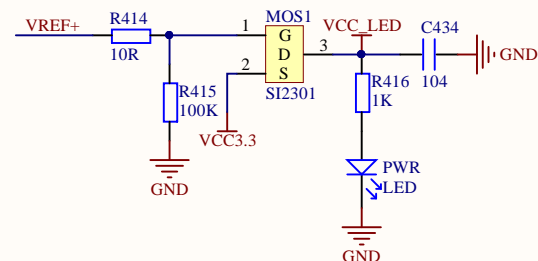 R414
MOS1
VCC_LED
C434
VREF+
1
G
D
3
GND
10R
2
S
104
R415
SI2301
R416
100K
1K
VCC3.3
PWR
GND
LED
GND